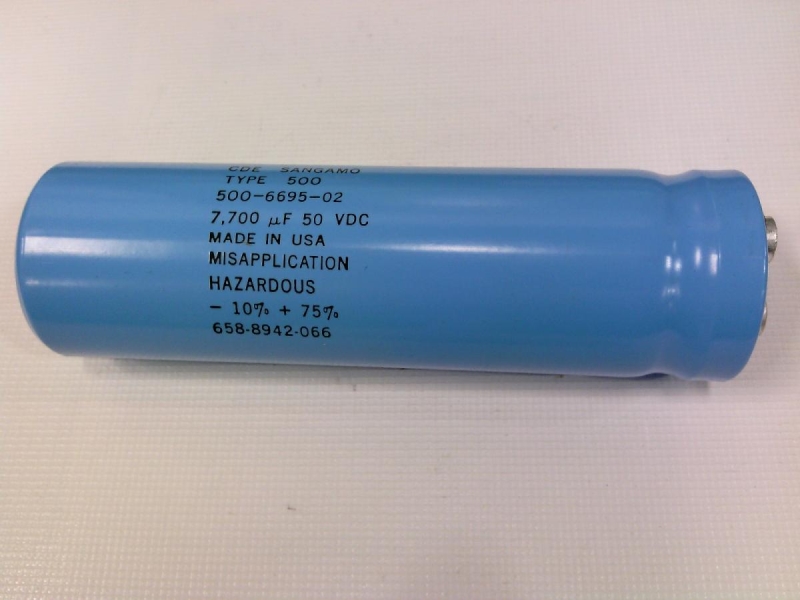 CDE SANGAMO
TYPE 500
500-6695-02
7,700 µF 50 VDC
MADE IN USA
MISAPPLICATION
HAZARDOUS
- 10% + 75%
658-8942-066